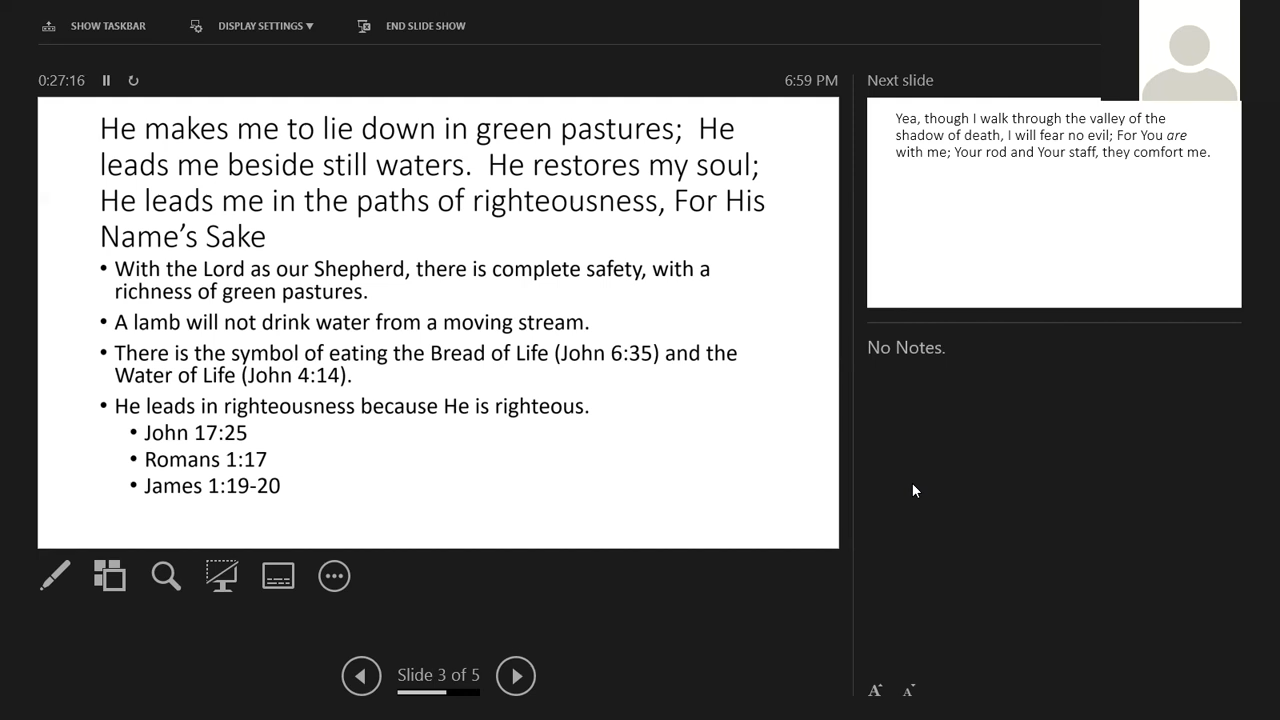 SHOW TASKBAR
DISPLAY SETTINGS ▼
END SLIDE SHOW
0:27:16
6:59 PM
He makes me to lie down in green pastures;  He
leads me beside still waters.  He restores my soul;
He leads me in the paths of righteousness, For His
Name’s Sake
• With the Lord as our Shepherd, there is complete safety, with a
richness of green pastures.
• A lamb will not drink water from a moving stream.
• There is the symbol of eating the Bread of Life (John 6:35) and the
Water of Life (John 4:14).
• He leads in righteousness because He is righteous.
• John 17:25
• Romans 1:17
• James 1:19-20
Slide 3 of 5
Next slide
Yea, though I walk through the valley of the
shadow of death, I will fear no evil; For You are
with me; Your rod and Your staff, they comfort me.
No Notes.
A A